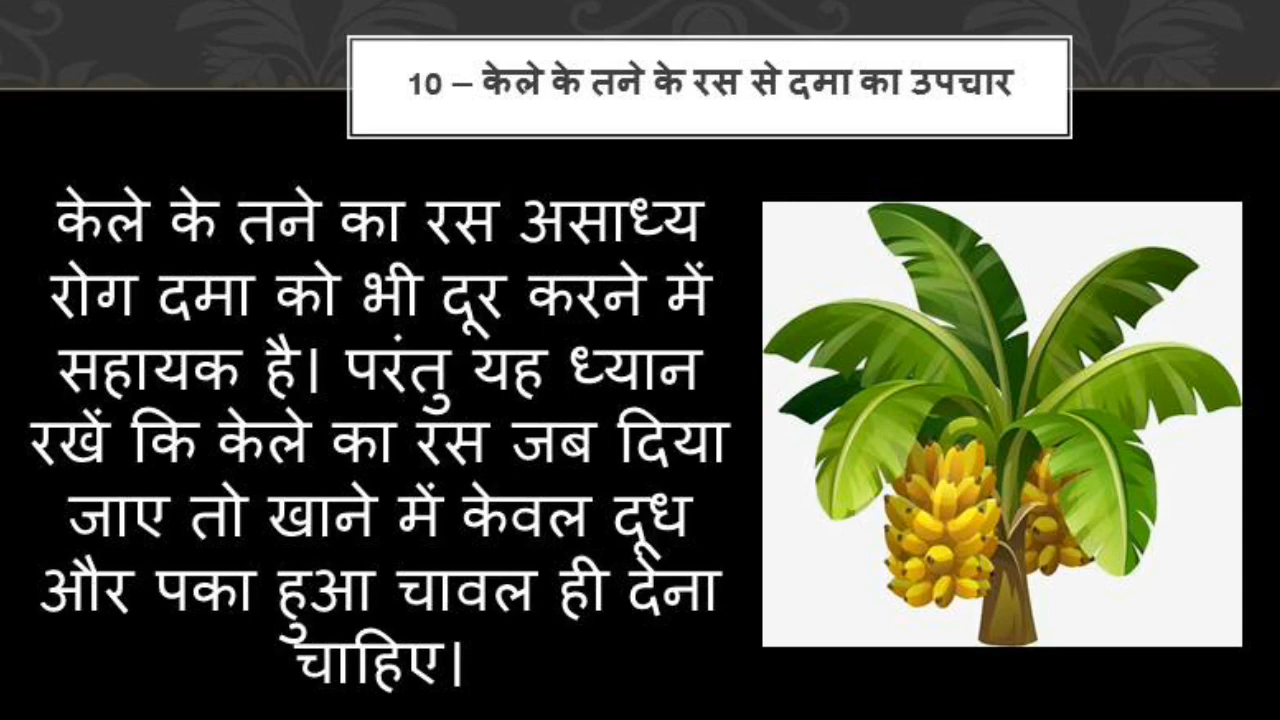 10 – केले के तने के रस से दमा का उपचार
केले के तने का रस असाध्य
रोग दमा को भी दूर करने में
सहायक है। परंतु यह ध्यान
रखें कि केले का रस जब दिया
जाए तो खाने में केवल दूध
और पका हुआ चावल ही देना
चाहिए।